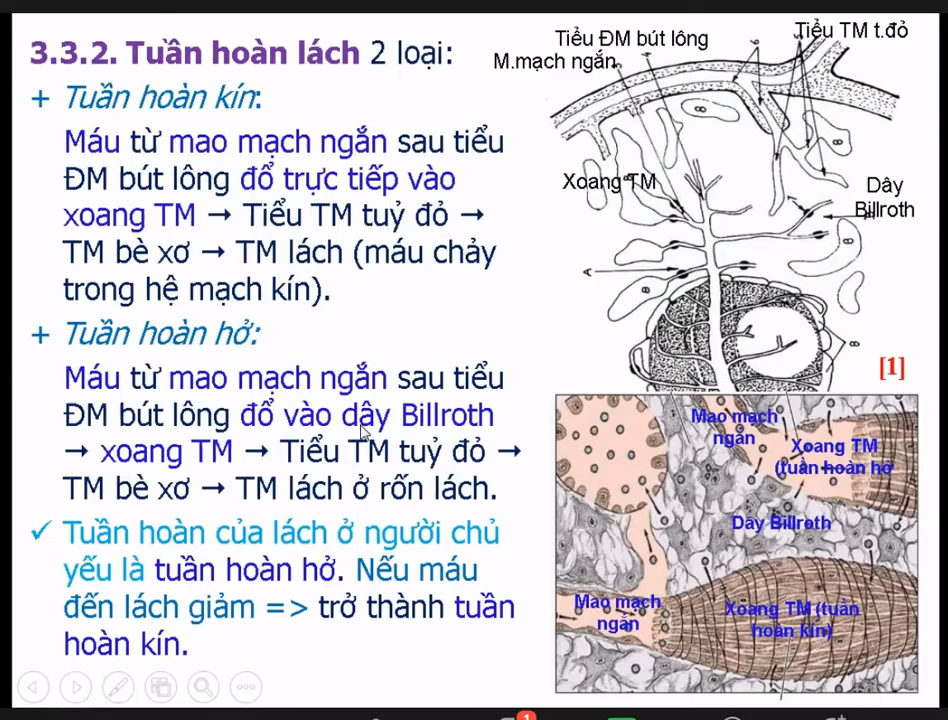 3.3.2. Tuần hoàn lách 2 loại:
+ Tuần hoàn kín:
Máu từ mao mạch ngắn sau tiểu
ĐM bút lông đổ trực tiếp vào
xoang TM → Tiểu TM tuỷ đỏ →
TM bè xơ → TM lách (máu chảy
trong hệ mạch kín).
+ Tuần hoàn hở:
Máu từ mao mạch ngắn sau tiểu
ĐM bút lông đổ vào dây Billroth
→ xoang TM → Tiểu TM tuỷ đỏ →
TM bè xơ → TM lách ở rốn lách.
✓ Tuần hoàn của lách ở người chủ
yếu là tuần hoàn hở. Nếu máu
đến lách giảm => trở thành tuần
hoàn kín.
Tiểu ĐM bút lông
Tiểu TM t.đỏ
M.mạch ngắn
Xoang TM
Dây
Billroth
A
8
8
8
8
8
[1]
Mao mạch
ngắn
Xoang TM
(tuần hoàn hở
Dây Billroth
Mao mạch
ngắn
Xoang TM (tuần
hoàn kín)
1